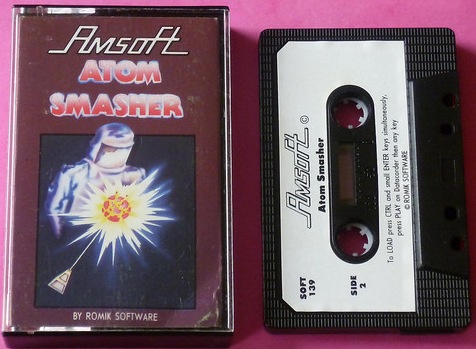 AMSOFT
ATOM
SMASHER
BY ROMIK SOFTWARE
AMSOFT ©
Atom Smasher
To LOAD press CTRL and small ENTER keys simultaneously,
press PLAY on Datacorder then any key
© ROMIK SOFTWARE
SOFT
139
SIDE
2